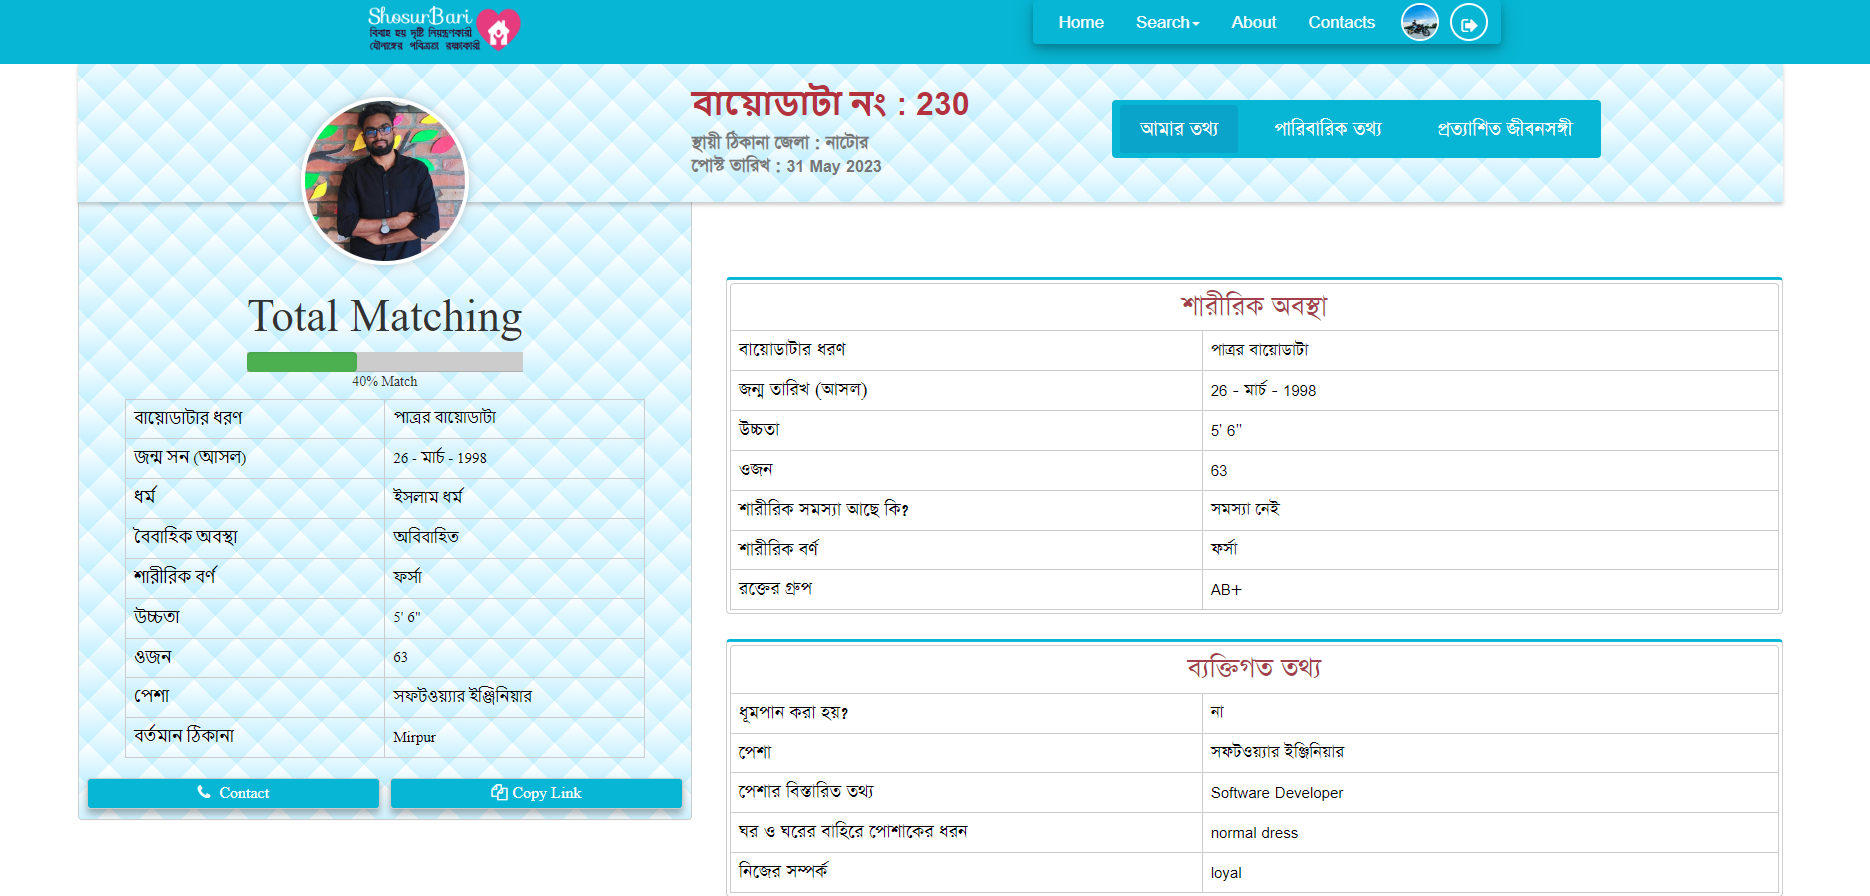 ShosurBari
বিবাহ হয় দৃষ্টি নিয়ন্ত্রণকারী
যৌনাঙ্গের পবিত্রতা রক্ষাকারী
Home Search About Contacts
বায়োডাটা নং : 230
স্থায়ী ঠিকানা জেলা : নাটোর
পোস্ট তারিখ : 31 May 2023
আমার তথ্য পারিবারিক তথ্য প্রত্যাশিত জীবনসঙ্গী
Total Matching
40% Match
বায়োডাটার ধরণ পাত্রর বায়োডাটা
জন্ম সন (আসল) 26 - মার্চ - 1998
ধর্ম ইসলাম ধর্ম
বৈবাহিক অবস্থা অবিবাহিত
শারীরিক বর্ণ ফর্সা
উচ্চতা 5' 6"
ওজন 63
পেশা সফটওয়্যার ইঞ্জিনিয়ার
বর্তমান ঠিকানা Mirpur
Contact Copy Link
শারীরিক অবস্থা
বায়োডাটার ধরণ পাত্রর বায়োডাটা
জন্ম তারিখ (আসল) 26 - মার্চ - 1998
উচ্চতা 5' 6"
ওজন 63
শারীরিক সমস্যা আছে কি? সমস্যা নেই
শারীরিক বর্ণ ফর্সা
রক্তের গ্রুপ AB+
ব্যক্তিগত তথ্য
ধূমপান করা হয়? না
পেশা সফটওয়্যার ইঞ্জিনিয়ার
পেশার বিস্তারিত তথ্য Software Developer
ঘর ও ঘরের বাহিরে পোশাকের ধরন normal dress
নিজের সম্পর্ক loyal